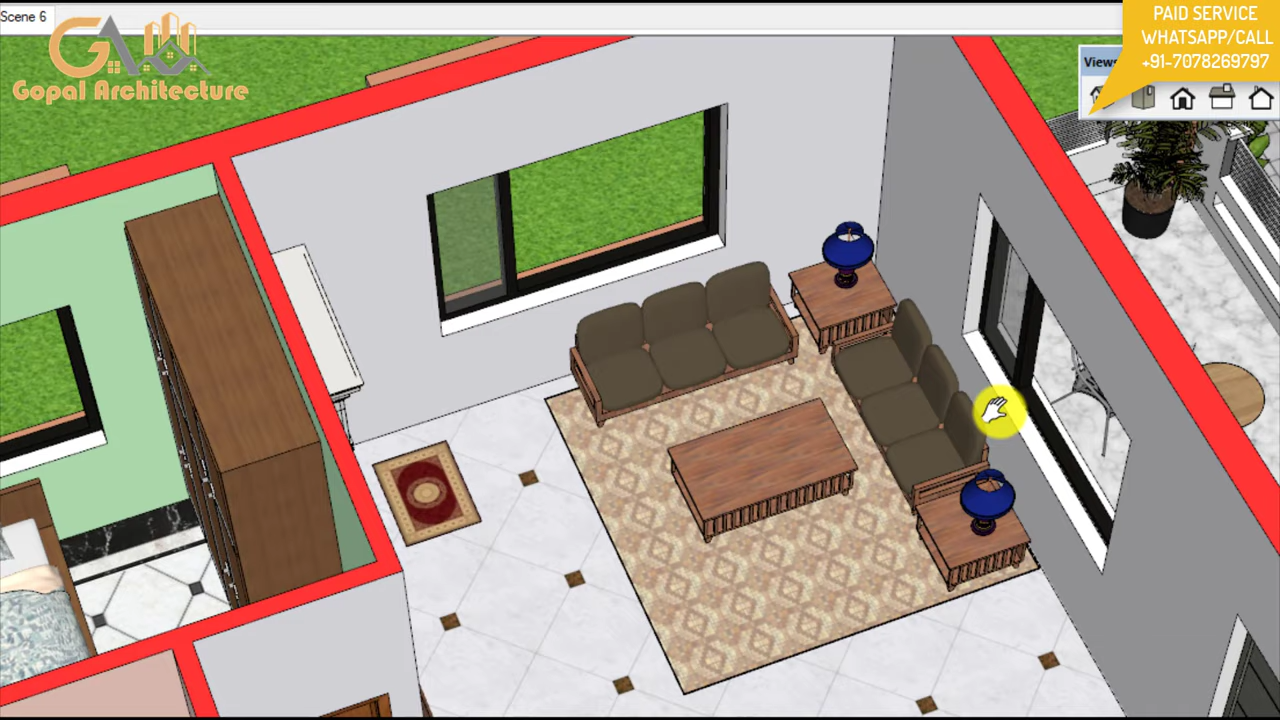 Scene 6
Gopal Architecture
PAID SERVICE
WHATSAPP/CALL
+91-7078269797
Views